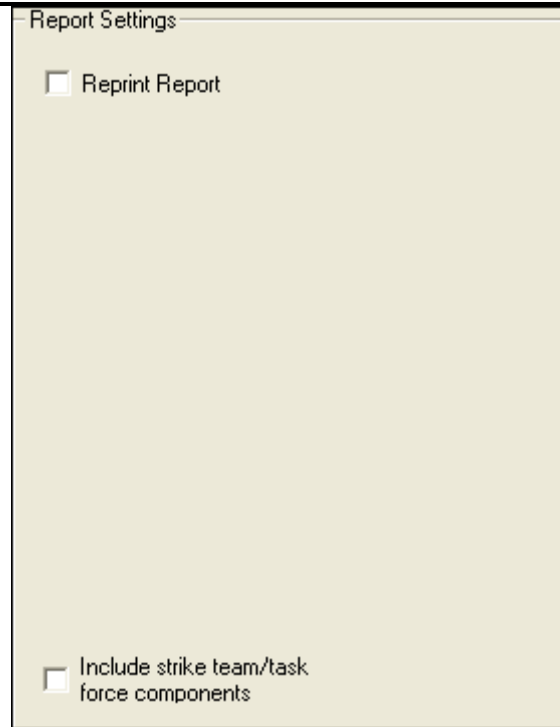 Report Settings
Reprint Report
Include strike team/task
force components